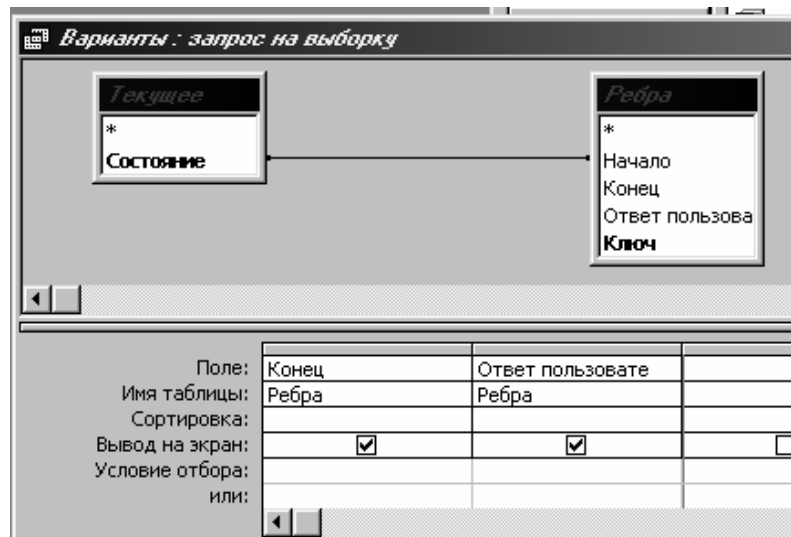 Варианты : запрос на выборку
Текущее
*
Состояние
Ребра
*
Начало
Конец
Ответ пользова
Ключ
Поле: Конец Ответ пользовате
Имя таблицы: Ребра Ребра
Сортировка:
Вывод на экран:
Условие отбора:
или: